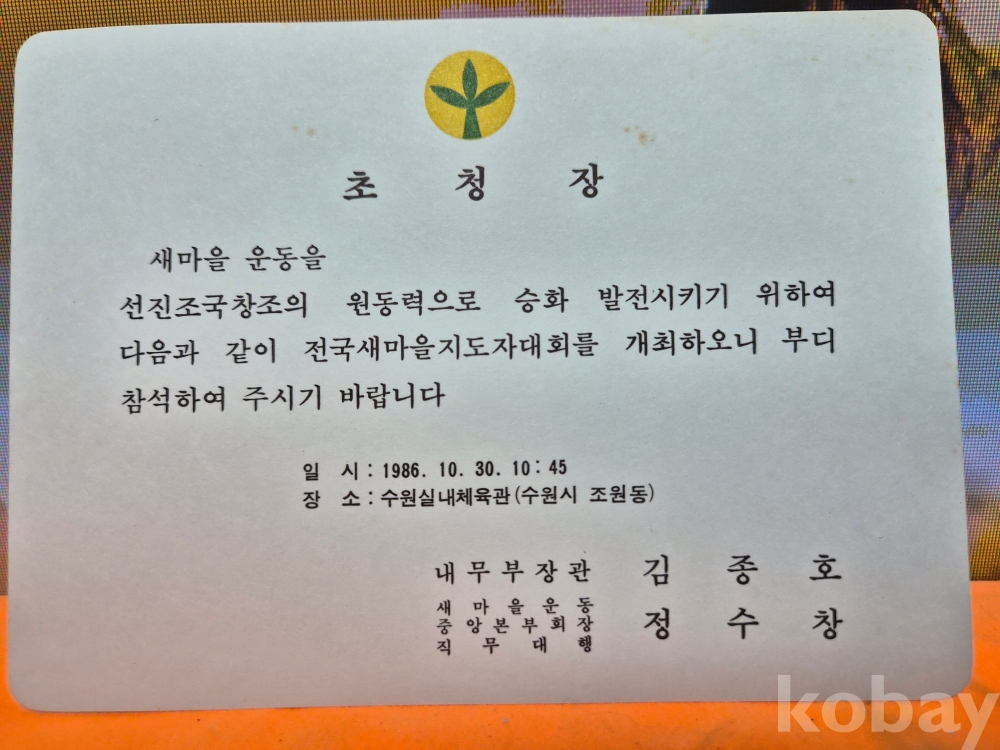 초 청 장
새마을 운동을
선진조국창조의 원동력으로 승화 발전시키기 위하여
다음과 같이 전국새마을지도자대회를 개최하오니 부디
참석하여 주시기 바랍니다
일 시 : 1986. 10. 30. 10 : 45
장 소 : 수원실내체육관 (수원시 조원동)
내무부장관 김 종 호
새마을운동
중앙본부회장 정 수 창
직무대행
kobay